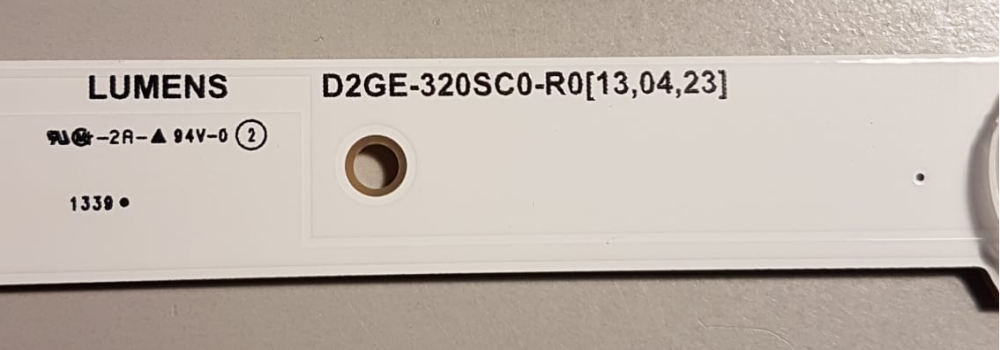 LUMENS
D2GE-320SC0-R0[13,04,23]
-2A-▲ 94V-0 ②
1339●